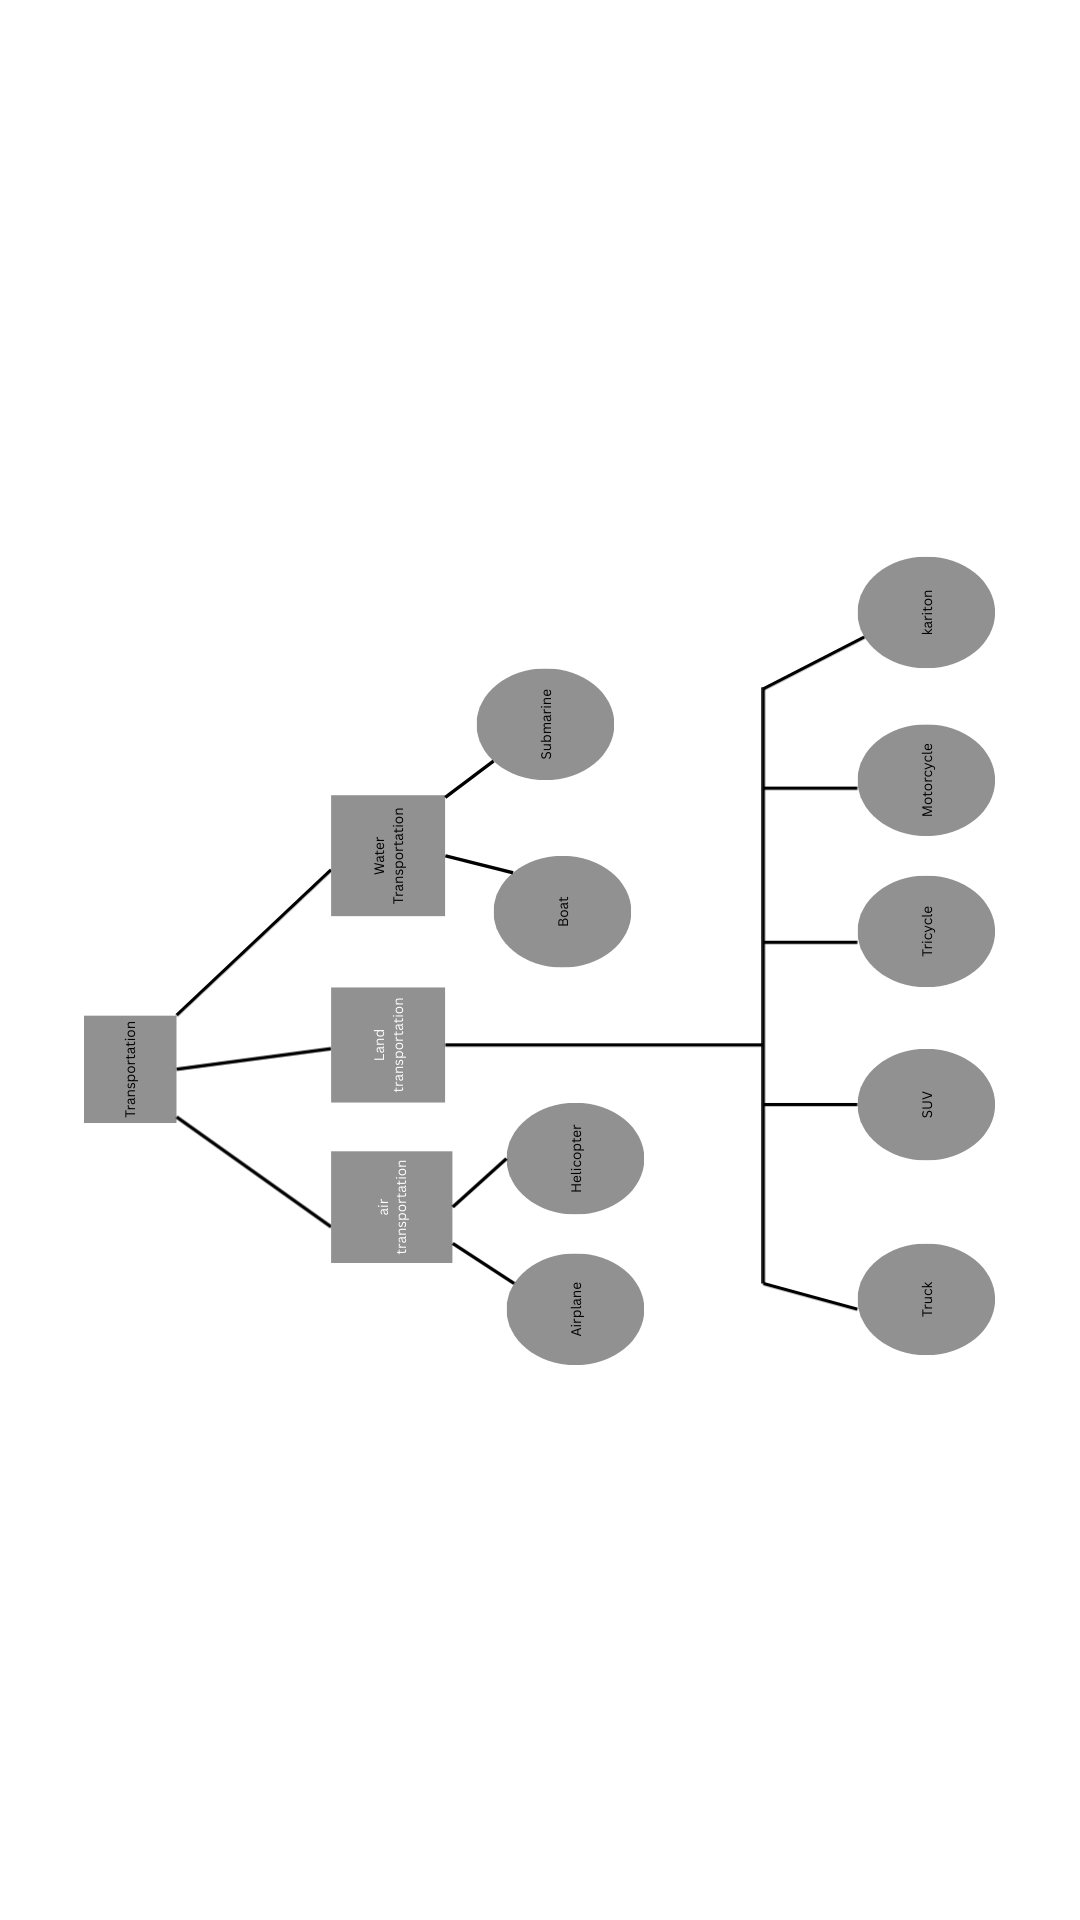 Transportation
air
transportation
Land
transportation
Water
Transportation
Airplane
Helicopter
Boat
Submarine
Truck
SUV
Tricycle
Motorcycle
kariton